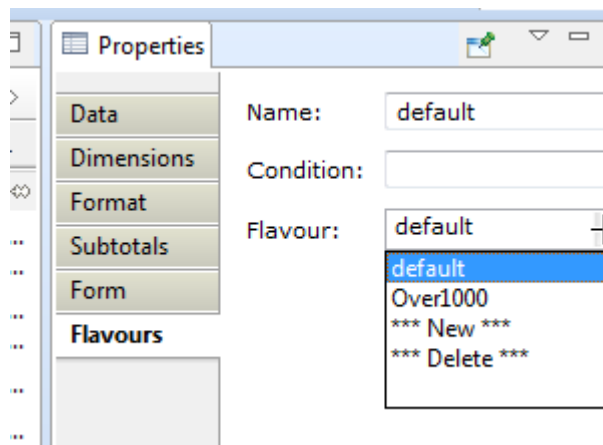 Properties
Data
Dimensions
Format
Subtotals
Form
Flavours
Name: default
Condition:
Flavour: default
default
Over1000
*** New ***
*** Delete ***